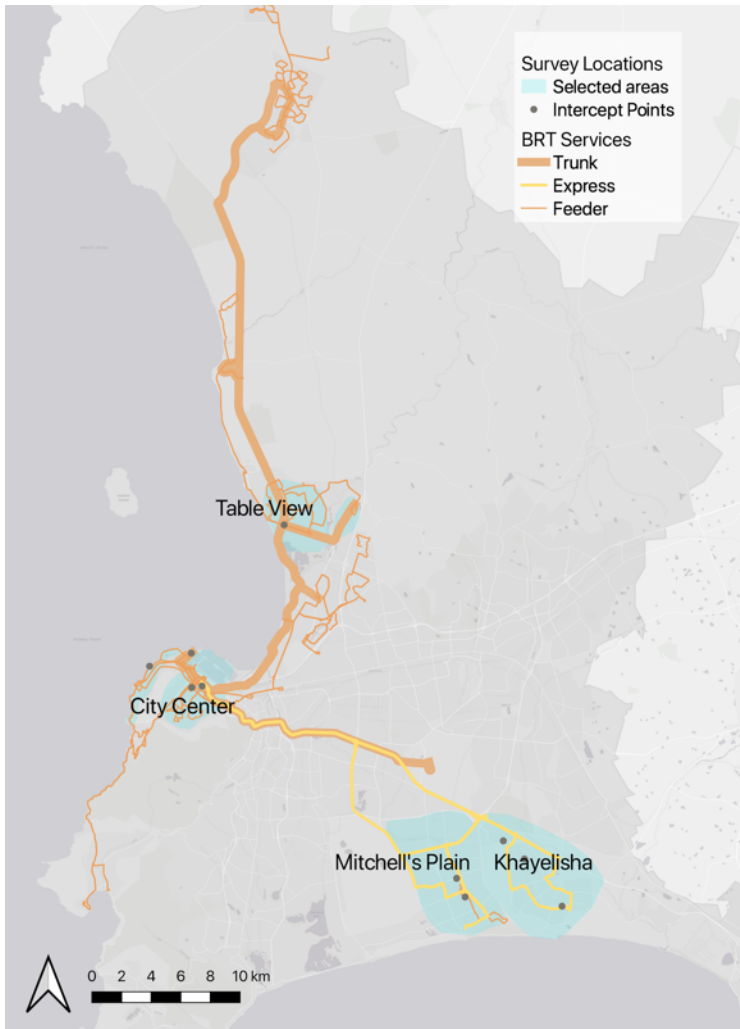 Survey Locations
Selected areas
Intercept Points
BRT Services
Trunk
Express
Feeder
Table View
City Center
Mitchell's Plain
Khayelisha
0 2 4 6 8 10 km